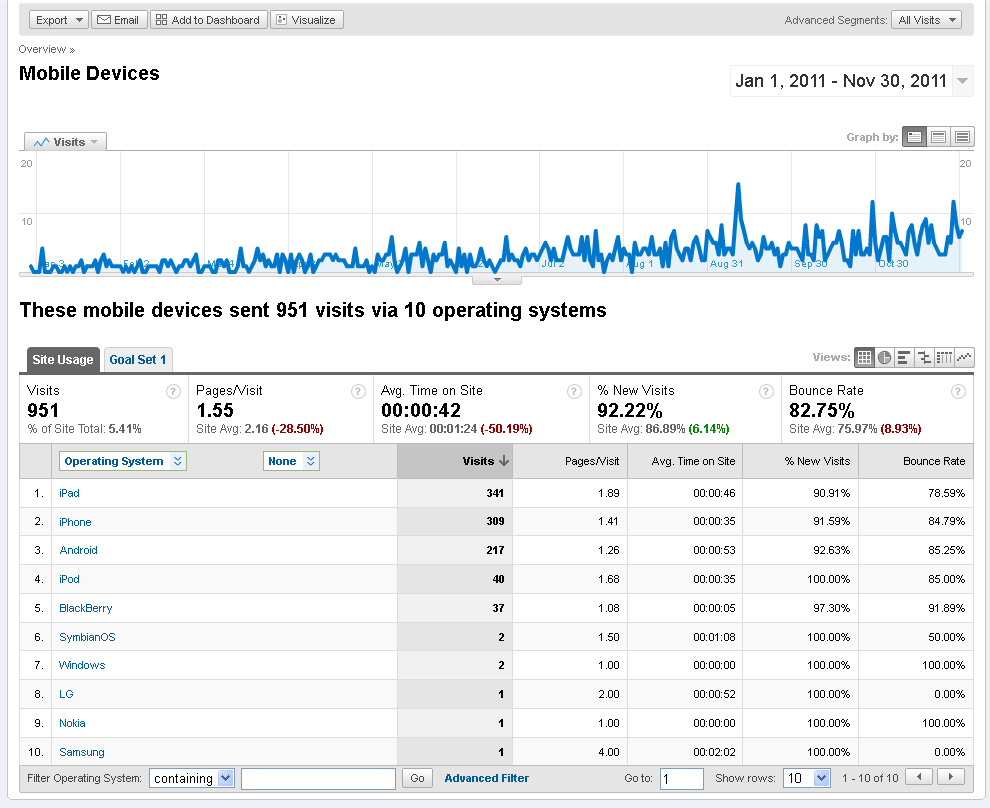 Export Email Add to Dashboard Visualize Advanced Segments: All Visits
Overview »
Mobile Devices
Jan 1, 2011 - Nov 30, 2011
Visits Graph by:
20 20
10 10
Jul 2 Aug 1 Aug 31 Sep 30 Oct 30
These mobile devices sent 951 visits via 10 operating systems
Site Usage Goal Set 1 Views:
Visits ? Pages/Visit ? Avg. Time on Site ? % New Visits ? Bounce Rate ?
951 1.55 00:00:42 92.22% 82.75%
% of Site Total: 5.41% Site Avg: 2.16 (-28.50%) Site Avg: 00:01:24 (-50.19%) Site Avg: 86.89% (6.14%) Site Avg: 75.97% (8.93%)
Operating System None Visits Pages/Visit Avg. Time on Site % New Visits Bounce Rate
1. iPad 341 1.89 00:00:46 90.91% 78.59%
2. iPhone 309 1.41 00:00:35 91.59% 84.79%
3. Android 217 1.26 00:00:53 92.63% 85.25%
4. iPod 40 1.68 00:00:35 100.00% 85.00%
5. BlackBerry 37 1.08 00:00:05 97.30% 91.89%
6. SymbianOS 2 1.50 00:01:08 100.00% 50.00%
7. Windows 2 1.00 00:00:00 100.00% 100.00%
8. LG 1 2.00 00:00:52 100.00% 0.00%
9. Nokia 1 1.00 00:00:00 100.00% 100.00%
10. Samsung 1 4.00 00:02:02 100.00% 0.00%
Filter Operating System: containing Go Advanced Filter Go to: 1 Show rows: 10 1 - 10 of 10